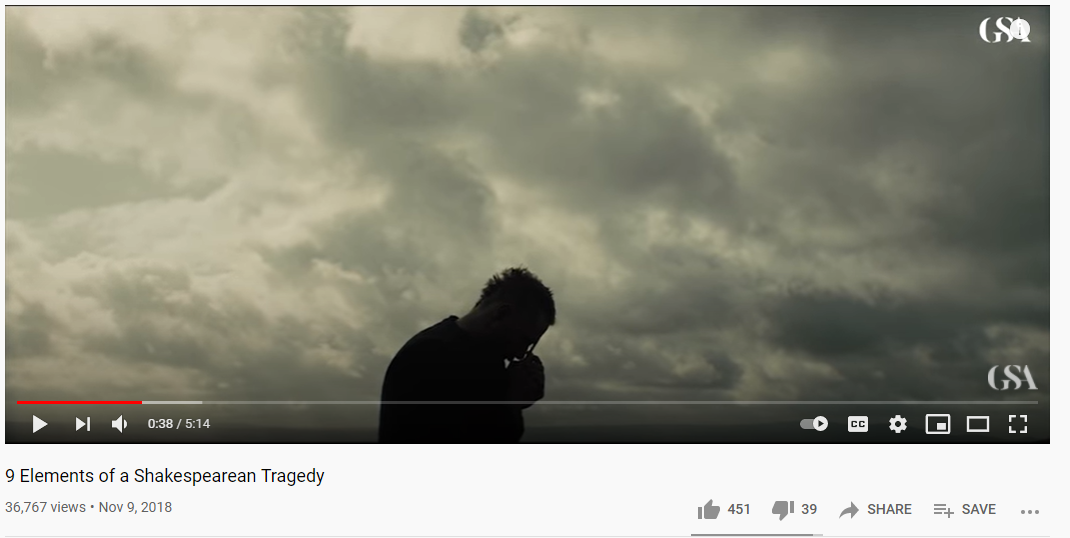 GSA
GSA
0:38 / 5:14
CC
9 Elements of a Shakespearean Tragedy
36,767 views • Nov 9, 2018
451
39
SHARE
SAVE